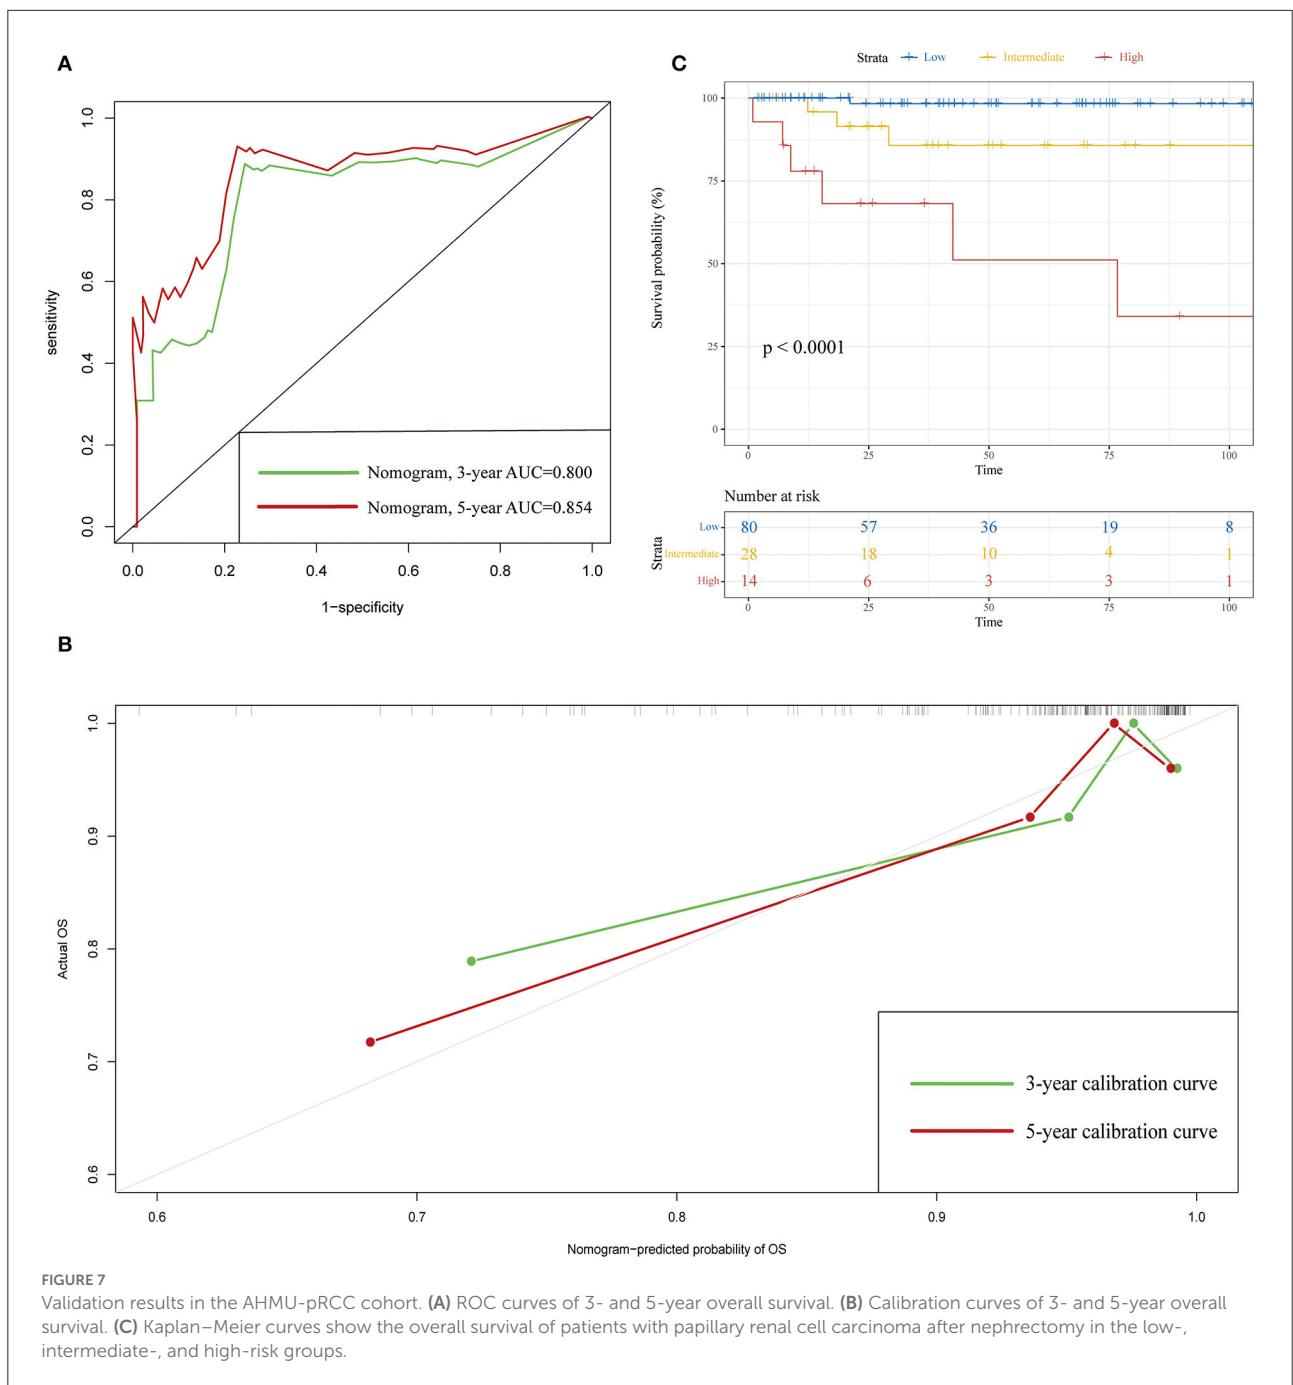 A
1.0
0.8
0.6
0.4
0.2
0.0
sensitivity
Nomogram, 3-year AUC=0.800
Nomogram, 5-year AUC=0.854
0.0 0.2 0.4 0.6 0.8 1.0
1-specificity
C
Strata Low Intermediate High
100
75
50
25
0
Survival probability (%)
p < 0.0001
0 25 50 75 100
Time
Number at risk
Strata
Low 80 57 36 19 8
Intermediate 28 18 10 4 1
High 14 6 3 3 1
0 25 50 75 100
Time
B
1.0
0.9
0.8
0.7
0.6
Actual OS
3-year calibration curve
5-year calibration curve
0.6 0.7 0.8 0.9 1.0
Nomogram-predicted probability of OS
FIGURE 7
Validation results in the AHMU-pRCC cohort. (A) ROC curves of 3- and 5-year overall survival. (B) Calibration curves of 3- and 5-year overall
survival. (C) Kaplan–Meier curves show the overall survival of patients with papillary renal cell carcinoma after nephrectomy in the low-,
intermediate-, and high-risk groups.